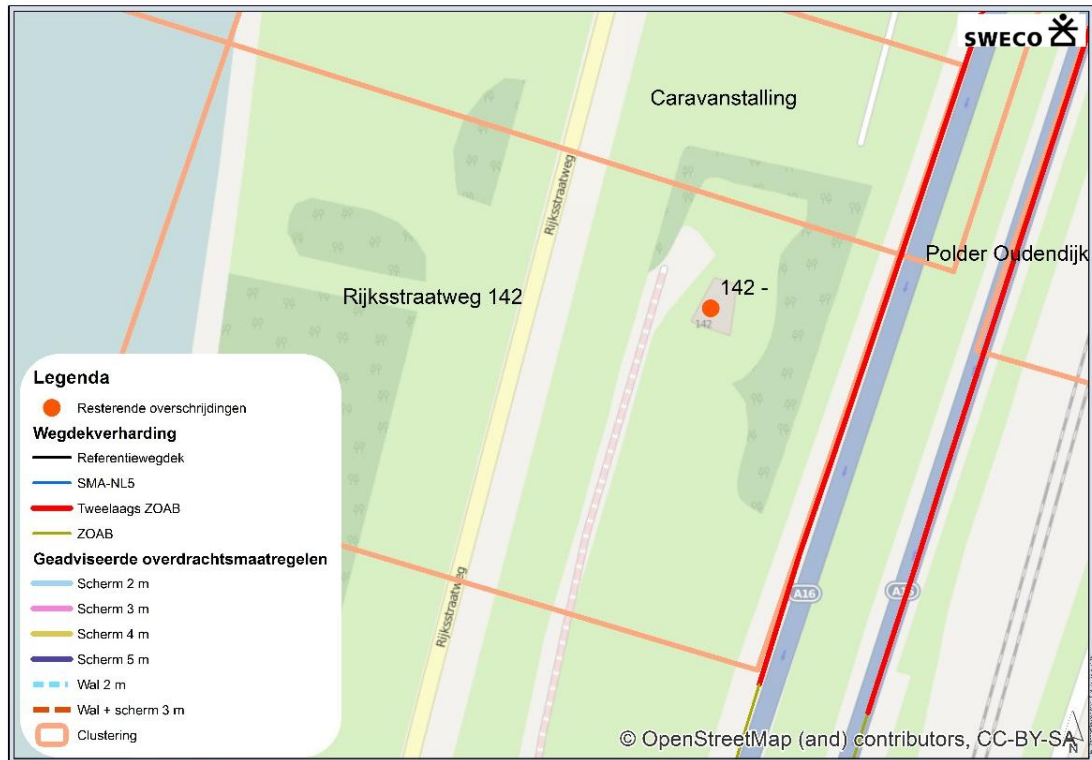 SWECO
Caravanstalling
Rijksstraatweg
Polder Oudendijk
142 -
Rijksstraatweg 142
142
Legenda
Resterende overschrijdingen
Wegdekverharding
Referentiewegdek
SMA-NL5
Tweelaags ZOAB
ZOAB
Geadviseerde overdrachtsmaatregelen
Scherm 2 m
Scherm 3 m
Scherm 4 m
Scherm 5 m
Wal 2 m
Wal + scherm 3 m
Clustering
Rijksstraatweg
A16
A16
© OpenStreetMap (and) contributors, CC-BY-SA
N